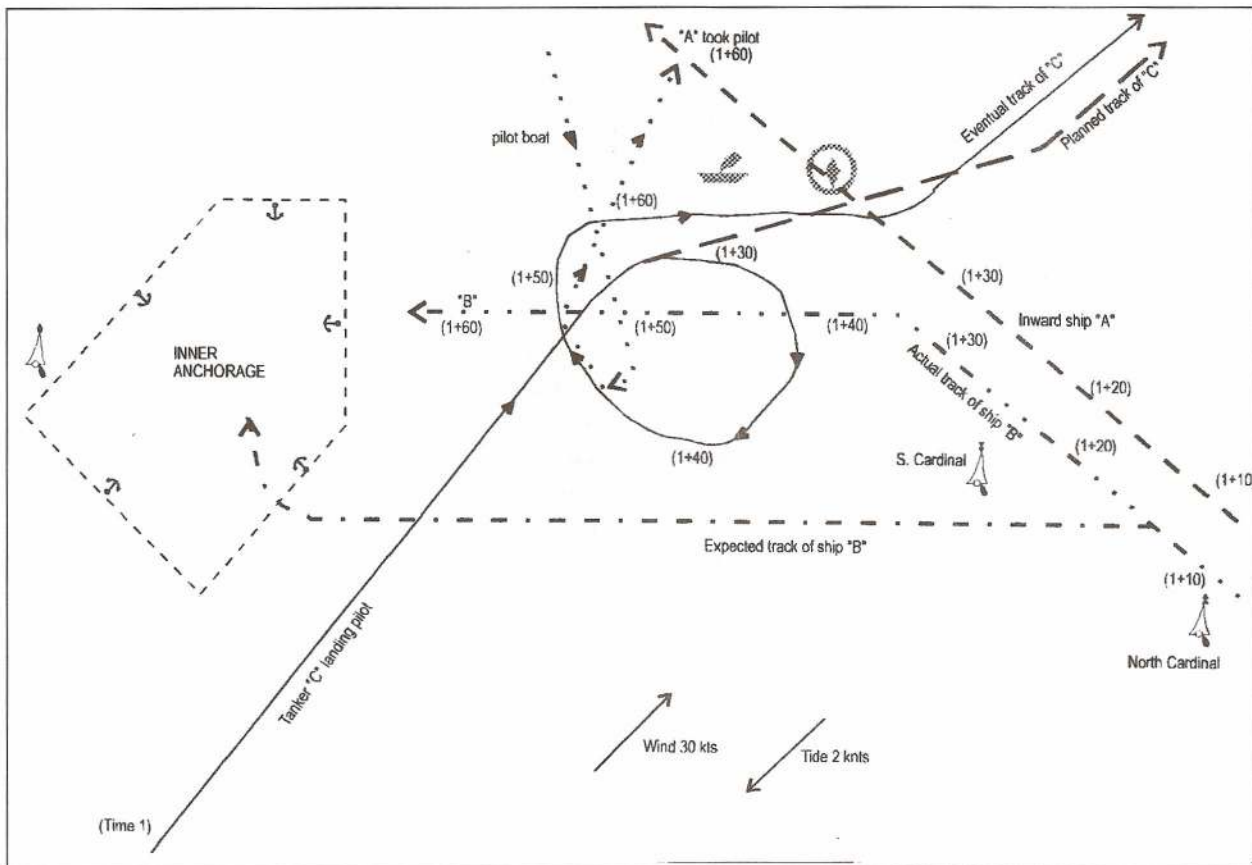 "A" took pilot
(1+60)
Eventual track of "C"
Planned track of "C"
pilot boat
(1+60)
(1+30)
(1+50)
(1+30)
"B"
(1+60)
(1+50)
(1+40)
Inward ship "A"
(1+30)
Actual track of ship "B"
(1+20)
INNER
ANCHORAGE
(1+40)
(1+20)
S. Cardinal
(1+10)
Expected track of ship "B"
(1+10)
North Cardinal
Tanker "C" landing pilot
Wind 30 kts
Tide 2 knts
(Time 1)